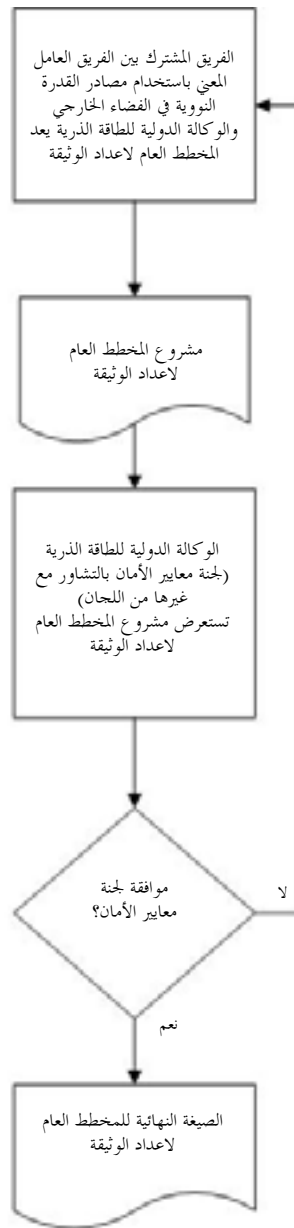 الفريق المشترك بين الفريق العامل
المعني باستخدام مصادر القدرة
النووية في الفضاء الخارجي
والوكالة الدولية للطاقة الذرية يعد
المخطط العام لاعداد الوثيقة
مشروع المخطط العام
لاعداد الوثيقة
الوكالة الدولية للطاقة الذرية
(لجنة معايير الأمان بالتشاور مع
غيرها من اللجان)
تستعرض مشروع المخطط العام
لاعداد الوثيقة
موافقة لجنة
معايير الأمان؟
لا
نعم
الصيغة النهائية للمخطط العام
لاعداد الوثيقة